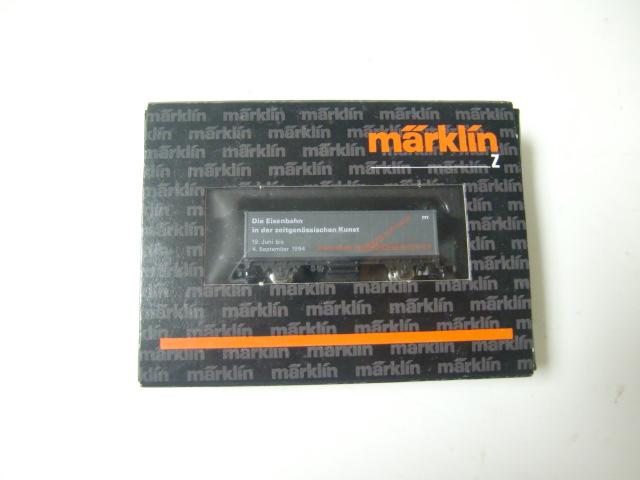 märklin
Z
Die Eisenbahn
in der zeitgenössischen Kunst
19. Juni bis
4. September 1994